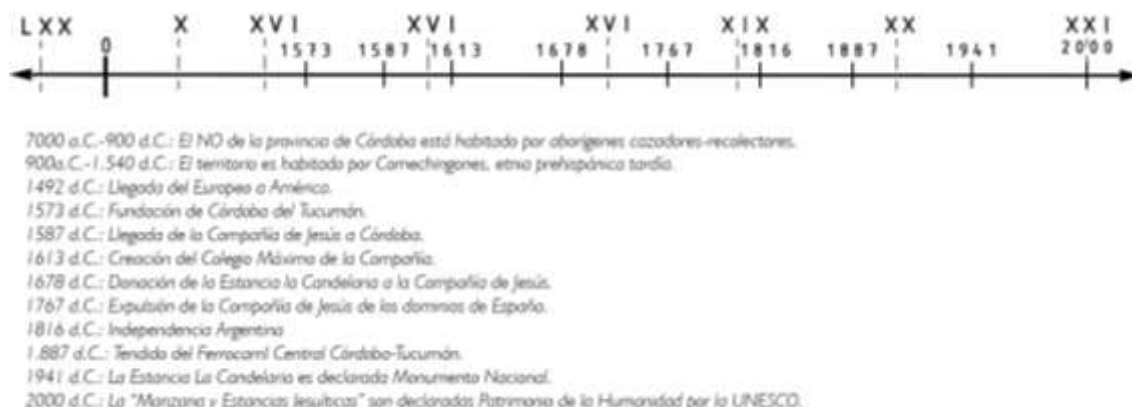 LXX X XVI XVI XVI XIX XX XXI
0 1573 1587 1613 1678 1767 1816 1887 1941 2000
7000 a.C.-900 d.C.: El NO de la provincia de Córdoba está habitado por aborígenes cazadores-recolectores.
900a.C.-1.540 d.C.: El territorio es habitado por Comechingones, etnia prehispánica tardía.
1492 d.C.: Llegada del Europeo a América.
1573 d.C.: Fundación de Córdoba del Tucumán.
1587 d.C.: Llegada de la Compañía de Jesús a Córdoba.
1613 d.C.: Creación del Colegio Máximo de la Compañía.
1678 d.C.: Donación de la Estancia la Candelaria a la Compañía de Jesús.
1767 d.C.: Expulsión de la Compañía de Jesús de los dominios de España.
1816 d.C.: Independencia Argentina
1.887 d.C.: Tendido del Ferrocarril Central Córdoba-Tucumán.
1941 d.C.: La Estancia La Candelaria es declarada Monumento Nacional.
2000 d.C.: La "Manzana y Estancias Jesuíticas" son declaradas Patrimonio de la Humanidad por la UNESCO.